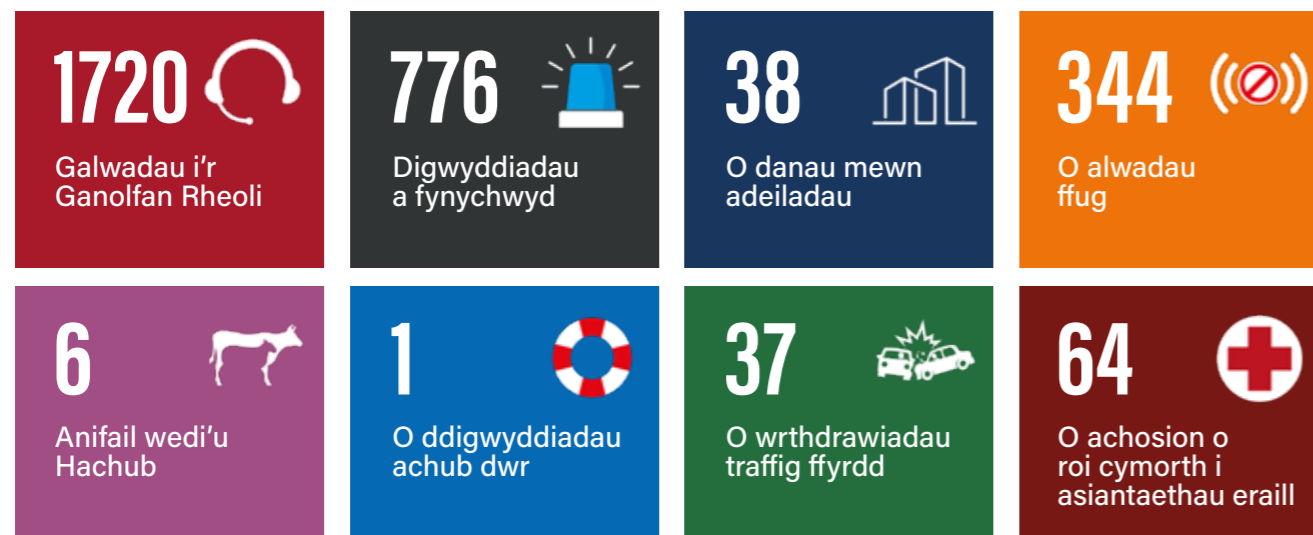 1720
Galwadau i'r
Ganolfan Rheoli
776
Digwyddiadau
a fynychwyd
38
O danau mewn
adeiladau
344
O alwadau
ffug
6
Anifail wedi'u
Hachub
1
O ddigwyddiadau
achub dwr
37
O wrthdrawiadau
traffig ffyrdd
64
O achosion o
roi cymorth i
asiantaethau eraill